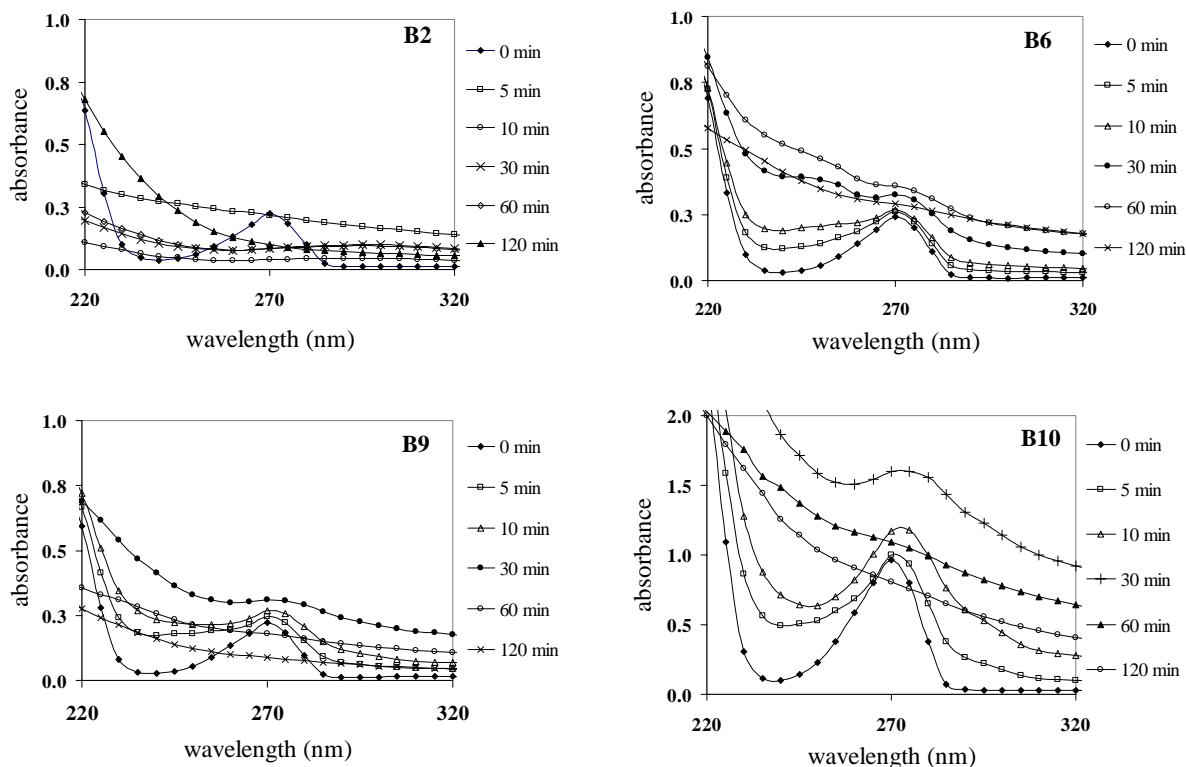 B2
1.0
0.8
0.5
0.3
0.0
absorbance
220
270
320
wavelength (nm)
0 min
5 min
10 min
30 min
60 min
120 min
B6
1.0
0.8
0.5
0.3
0.0
absorbance
220
270
320
wavelength (nm)
0 min
5 min
10 min
30 min
60 min
120 min
B9
1.0
0.8
0.5
0.3
0.0
absorbance
220
270
320
wavelength (nm)
0 min
5 min
10 min
30 min
60 min
120 min
B10
2.0
1.5
1.0
0.5
0.0
absorbance
220
270
320
wavelength (nm)
0 min
5 min
10 min
30 min
60 min
120 min